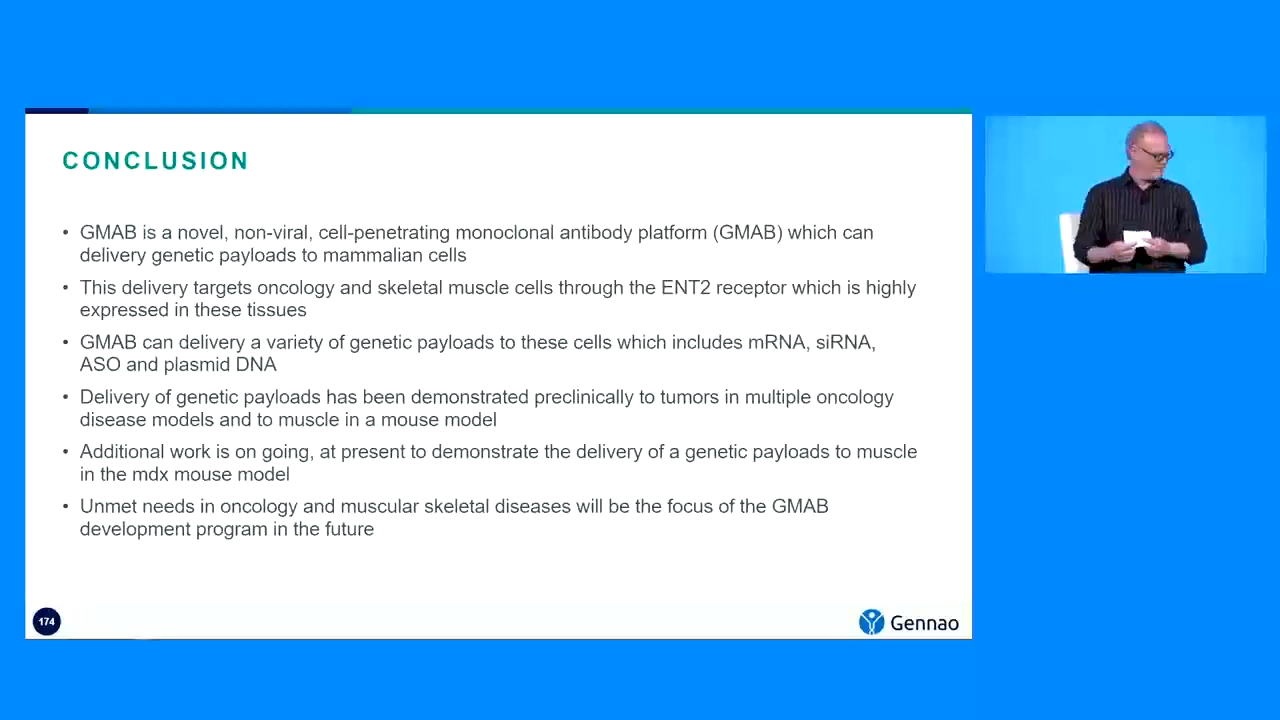 CONCLUSION
• GMAB is a novel, non-viral, cell-penetrating monoclonal antibody platform (GMAB) which can
delivery genetic payloads to mammalian cells
• This delivery targets oncology and skeletal muscle cells through the ENT2 receptor which is highly
expressed in these tissues
• GMAB can delivery a variety of genetic payloads to these cells which includes mRNA, siRNA,
ASO and plasmid DNA
• Delivery of genetic payloads has been demonstrated preclinically to tumors in multiple oncology
disease models and to muscle in a mouse model
• Additional work is on going, at present to demonstrate the delivery of a genetic payloads to muscle
in the mdx mouse model
• Unmet needs in oncology and muscular skeletal diseases will be the focus of the GMAB
development program in the future
174
Gennao